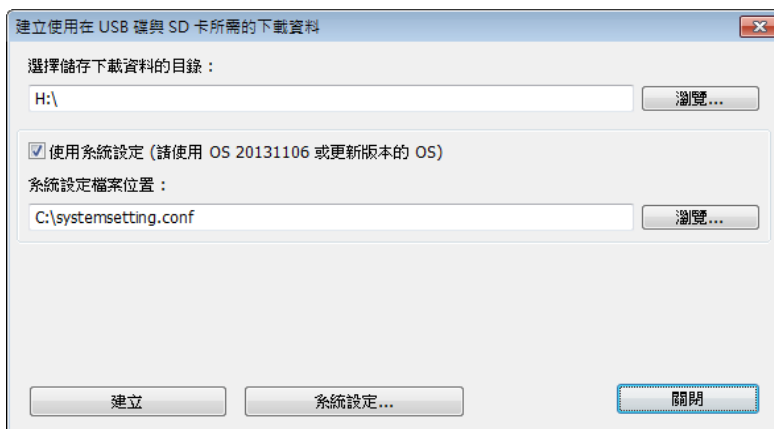 建立使用在 USB 碟與 SD 卡所需的下載資料
選擇儲存下載資料的目錄：
H:\
瀏覽...
使用系統設定 (請使用 OS 20131106 或更新版本的 OS)
系統設定檔案位置：
C:\systemsetting.conf
瀏覽...
建立
系統設定...
關閉